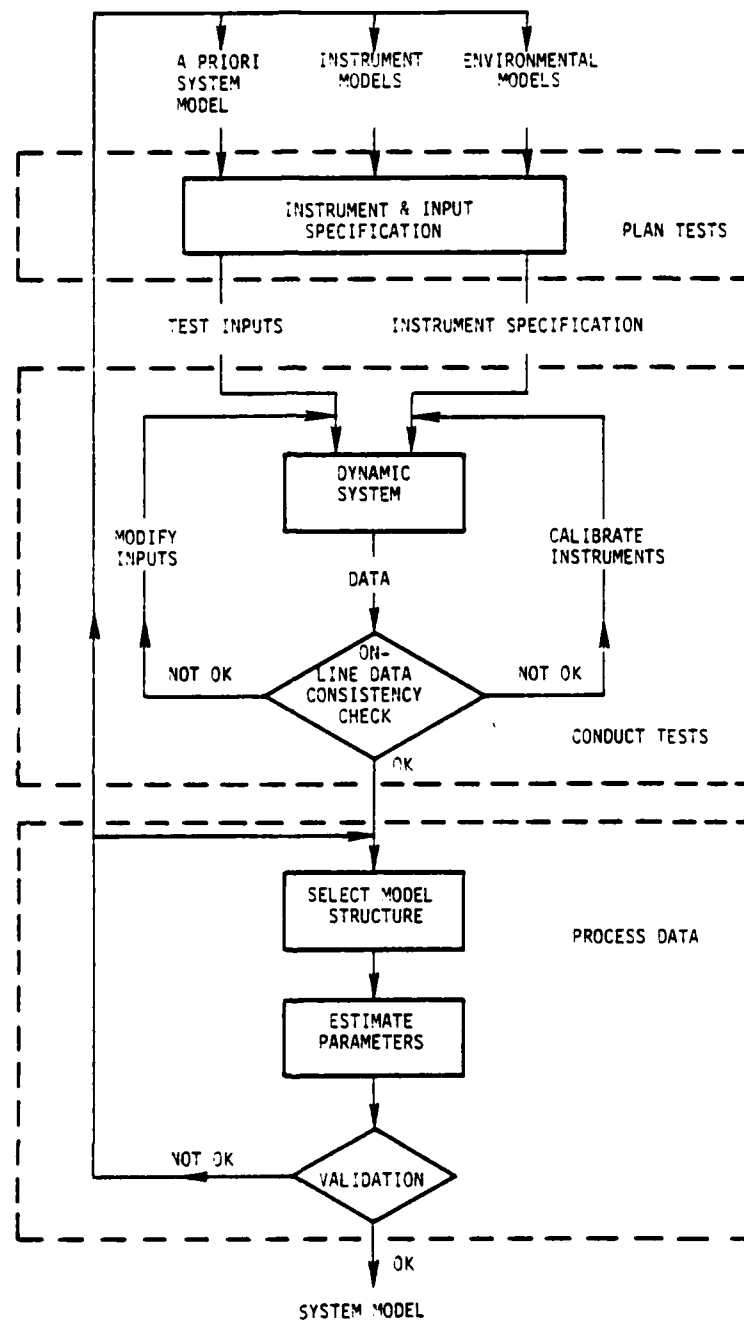 A PRIORI
SYSTEM
MODEL
INSTRUMENT
MODELS
ENVIRONMENTAL
MODELS
INSTRUMENT & INPUT
SPECIFICATION
PLAN TESTS
TEST INPUTS
INSTRUMENT SPECIFICATION
DYNAMIC
SYSTEM
MODIFY
INPUTS
CALIBRATE
INSTRUMENTS
DATA
ON-
LINE DATA
CONSISTENCY
CHECK
NOT OK
NOT OK
CONDUCT TESTS
OK
SELECT MODEL
STRUCTURE
PROCESS DATA
ESTIMATE
PARAMETERS
NOT OK
VALIDATION
OK
SYSTEM MODEL